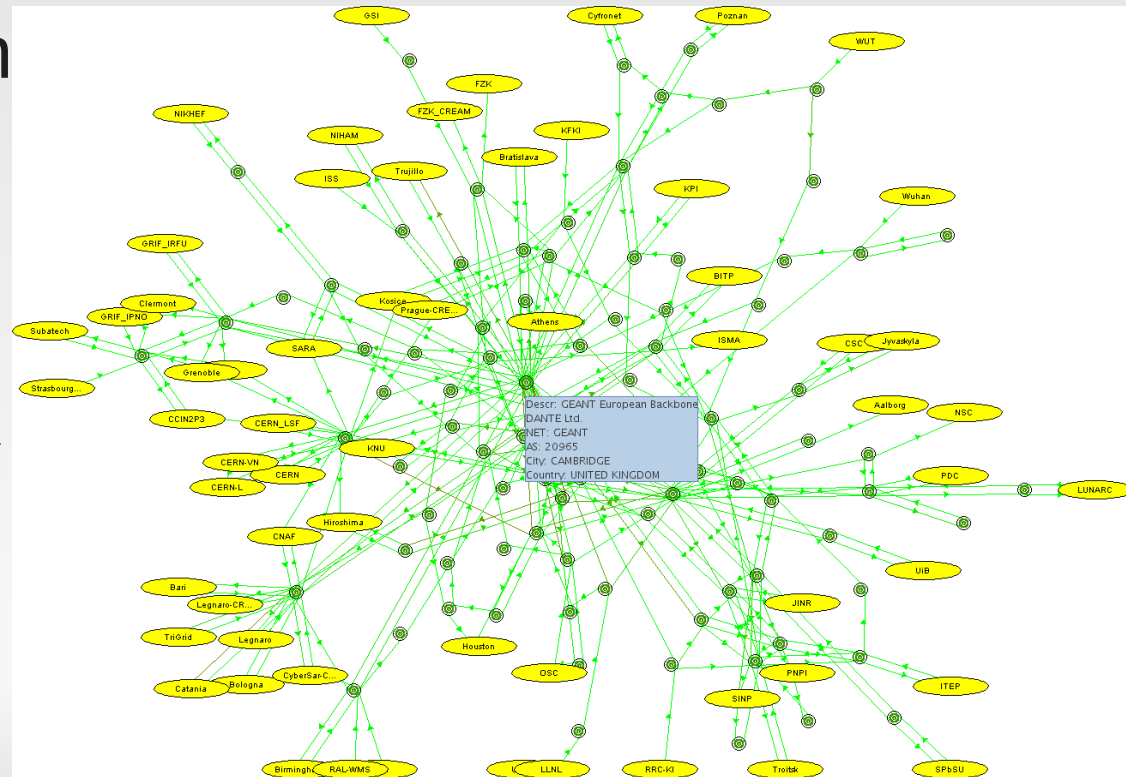 GSI
Cyfronet
Poznan
WUT
n
FZK
FZK_CREAM
NIKHEF
NIHAM
KFKI
Bratislava
Trujillo
ISS
KPI
Wuhan
GRIF_IRFU
BITP
Kosice
Clermont
Prague-CRE...
GRIF_IPNO
Athens
Subatech
ISMA
CSC
Jyvaskyla
SARA
Grenoble
Strasbourg...
Aalborg
NSC
CCIN2P3
CERN_LSF
KNU
Descr: GEANT European Backbone
DANTE Ltd.
NET: GEANT
AS: 20965
City: CAMBRIDGE
Country: UNITED KINGDOM
CERN-VN
CERN
CERN-L
PDC
LUNARC
Hiroshima
CNAF
UiB
Bari
Legnaro-CR...
JINR
TriGrid
Legnaro
Houston
OSC
CyberSar-C...
Bologna
Catania
PNPI
SINP
ITEP
Birmingha
RAL-WMS
LLNL
RRC-KI
Troitsk
SPbSU